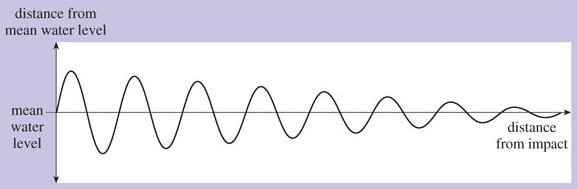 distance from
mean water level
mean
water
level
distance
from impact